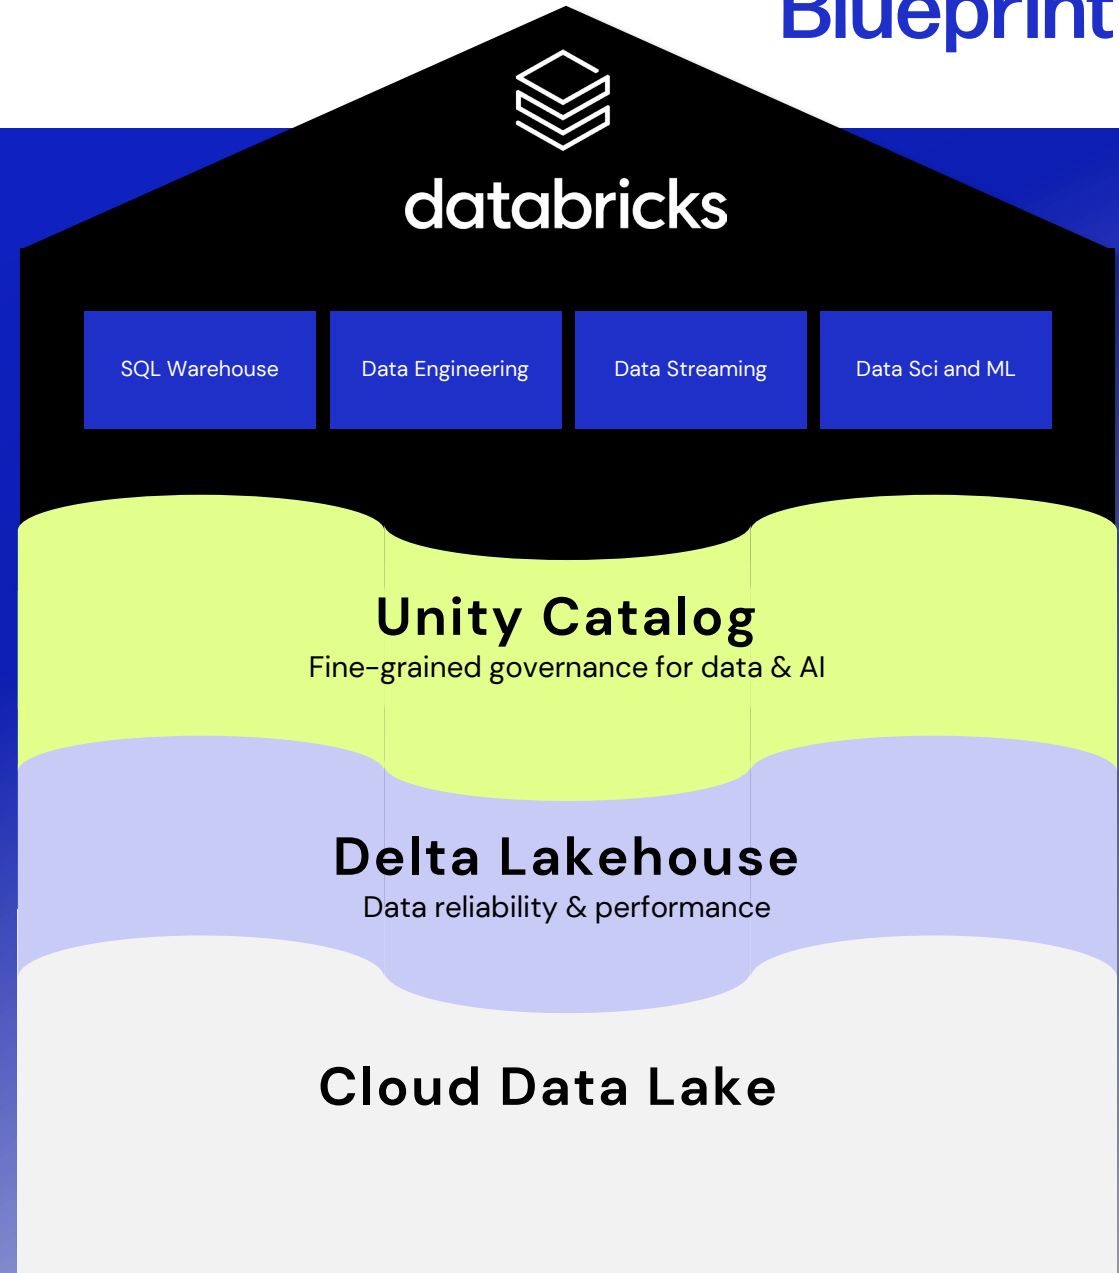 Blueprint
databricks
SQL Warehouse
Data Engineering
Data Streaming
Data Sci and ML
Unity Catalog
Fine-grained governance for data & AI
Delta Lakehouse
Data reliability & performance
Cloud Data Lake